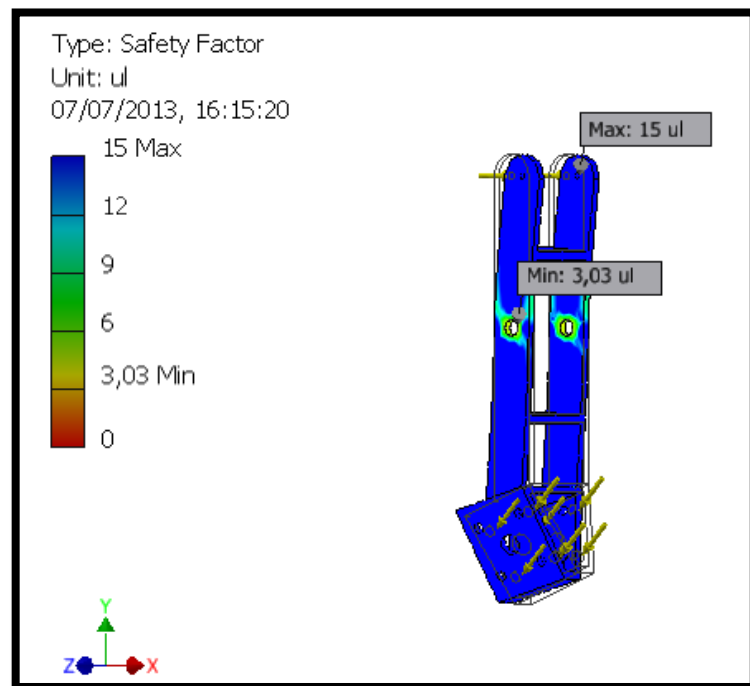 Type: Safety Factor
Unit: ul
07/07/2013, 16:15:20
15 Max
12
9
6
3,03 Min
0
Max: 15 ul
Min: 3,03 ul
Y
Z
X